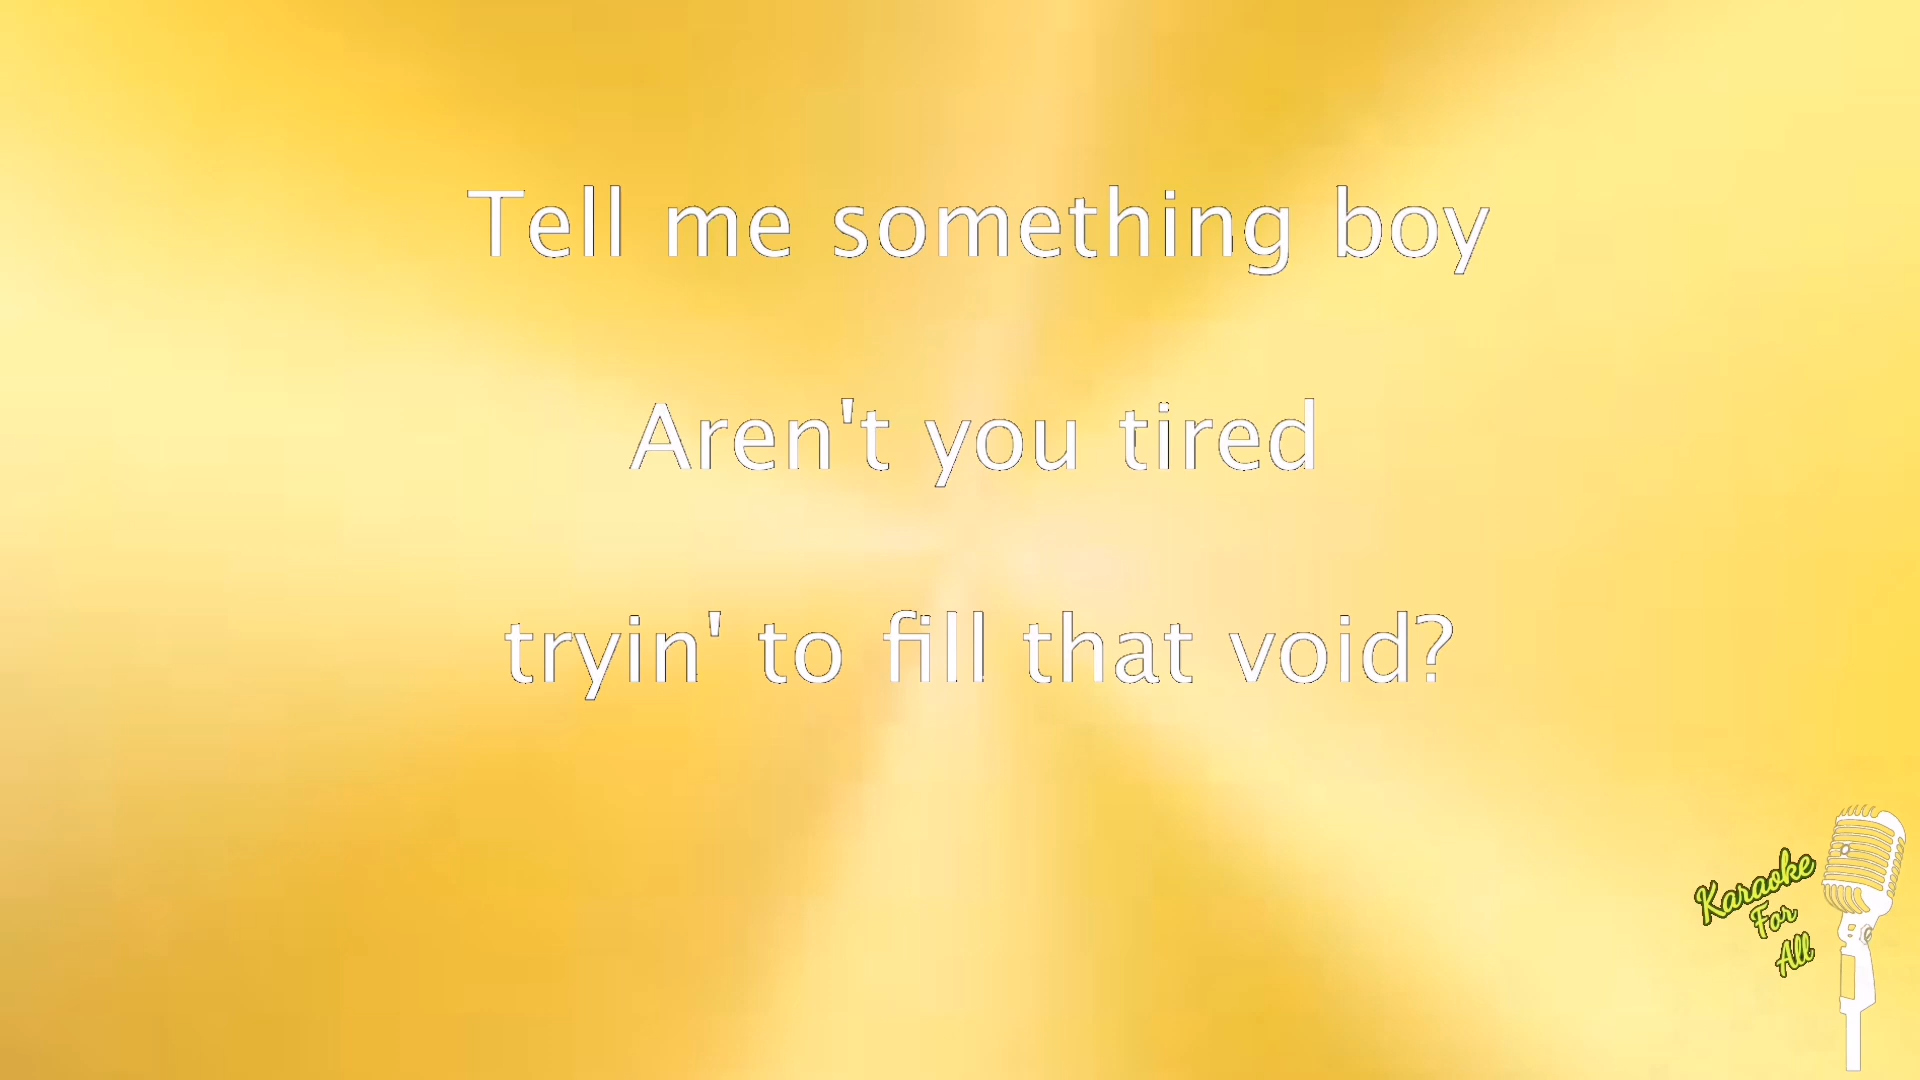 Tell me something boy
Aren't you tired
tryin' to fill that void?
Karaoke
For
All